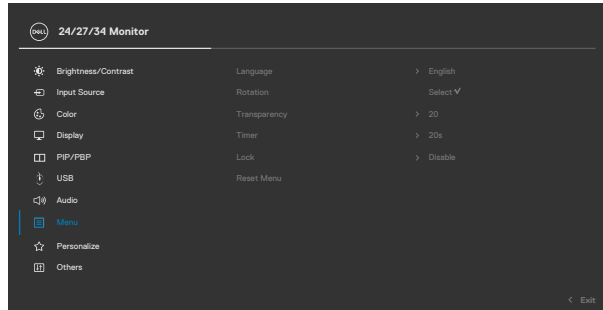 DELL 24/27/34 Monitor
Brightness/Contrast Language > English
Input Source Rotation Select ✓
Color Transparency > 20
Display Timer > 20s
PIP/PBP Lock > Disable
USB Reset Menu
Audio
Menu
Personalize
Others
< Exit